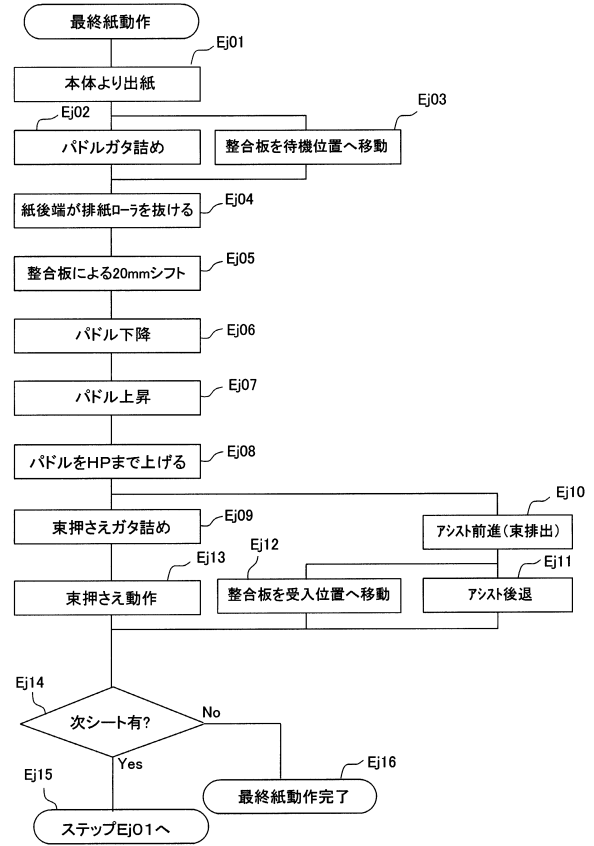 最終紙動作
Ej01
本体より出紙
Ej02
Ej03
パドルガタ詰め
整合板を待機位置へ移動
Ej04
紙後端が排紙ﾛｰﾗを抜ける
Ej05
整合板による20mmシフト
Ej06
パドル下降
Ej07
パドル上昇
Ej08
パドルをHPまで上げる
Ej09
束押さえガタ詰め
Ej10
ｱｼｽﾄ前進(束排出)
Ej13
束押さえ動作
Ej12
整合板を受入位置へ移動
Ej11
ｱｼｽﾄ後退
Ej14
次シート有?
No
Yes
Ej15
ステップEj01へ
Ej16
最終紙動作完了